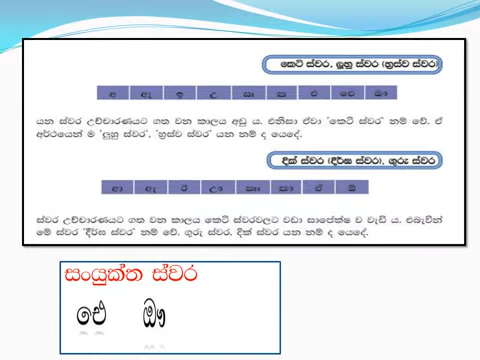 කෙටි ස්වර, ලුහු ස්වර (හ්‍රස්ව ස්වර)
අ ඇ ඉ උ ඍ ඏ එ ඓ ඔ
යන ස්වර උච්චාරණයට ගත වන කාලය අඩු ය. එනිසා ඒවා 'කෙටි ස්වර' නම් වේ. ඒ
අර්ථයෙන් ම 'ලුහු ස්වර', 'හ්‍රස්ව ස්වර' යන නම් ද යෙදේ.
දික් ස්වර (දීර්ඝ ස්වර), ගුරු ස්වර
ආ ඈ ඊ ඌ ඎ ඐ ඒ ඕ
ස්වර උච්චාරණයට ගත වන කාලය කෙටි ස්වරවලට වඩා සාපේක්ෂ ව වැඩි ය. එබැවින්
මේ ස්වර 'දීර්ඝ ස්වර' නම් වේ. ගුරු ස්වර, දික් ස්වර යන නම් ද යෙදේ.
සංයුක්ත ස්වර
ඓ ඖ